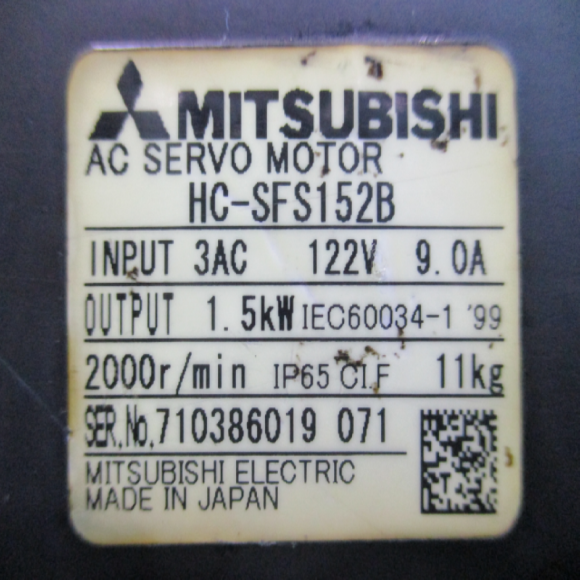 MITSUBISHI
AC SERVO MOTOR
HC-SFS152B
INPUT 3AC 122V 9.0A
OUTPUT 1.5kW IEC60034-1 '99
2000r/min IP65 CI.F 11kg
SER.No.710386019 071
MITSUBISHI ELECTRIC
MADE IN JAPAN